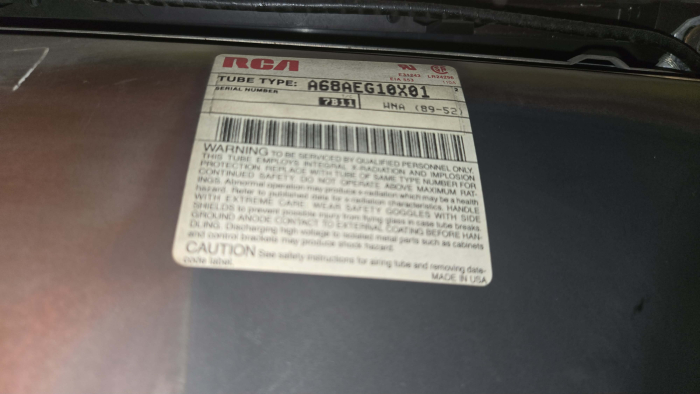 RCA
TUBE TYPE: A68AEG10X01
SERIAL NUMBER
7B11 WNA (89-52)
WARNING TO BE SERVICED BY QUALIFIED PERSONNEL ONLY.
THIS TUBE EMPLOYS INTEGRAL X-RADIATION AND IMPLOSION
PROTECTION. REPLACE WITH TUBE OF SAME TYPE NUMBER FOR
CONTINUED SAFETY. DO NOT OPERATE ABOVE MAXIMUM RAT-
INGS. Abnormal operation may produce x-radiation which may be a health
hazard. Refer to published data for x-radiation characteristics. HANDLE
WITH EXTREME CARE. WEAR SAFETY GOGGLES WITH SIDE
SHIELDS to prevent possible injury from flying glass in case tube breaks.
GROUND ANODE CONTACT TO EXTERNAL COATING BEFORE HAN-
DLING. Discharging high voltage to isolated metal parts such as cabinets
and control brackets may produce shock hazard.
CAUTION See safety instructions for airing tube and removing date-
code label.
MADE IN USA